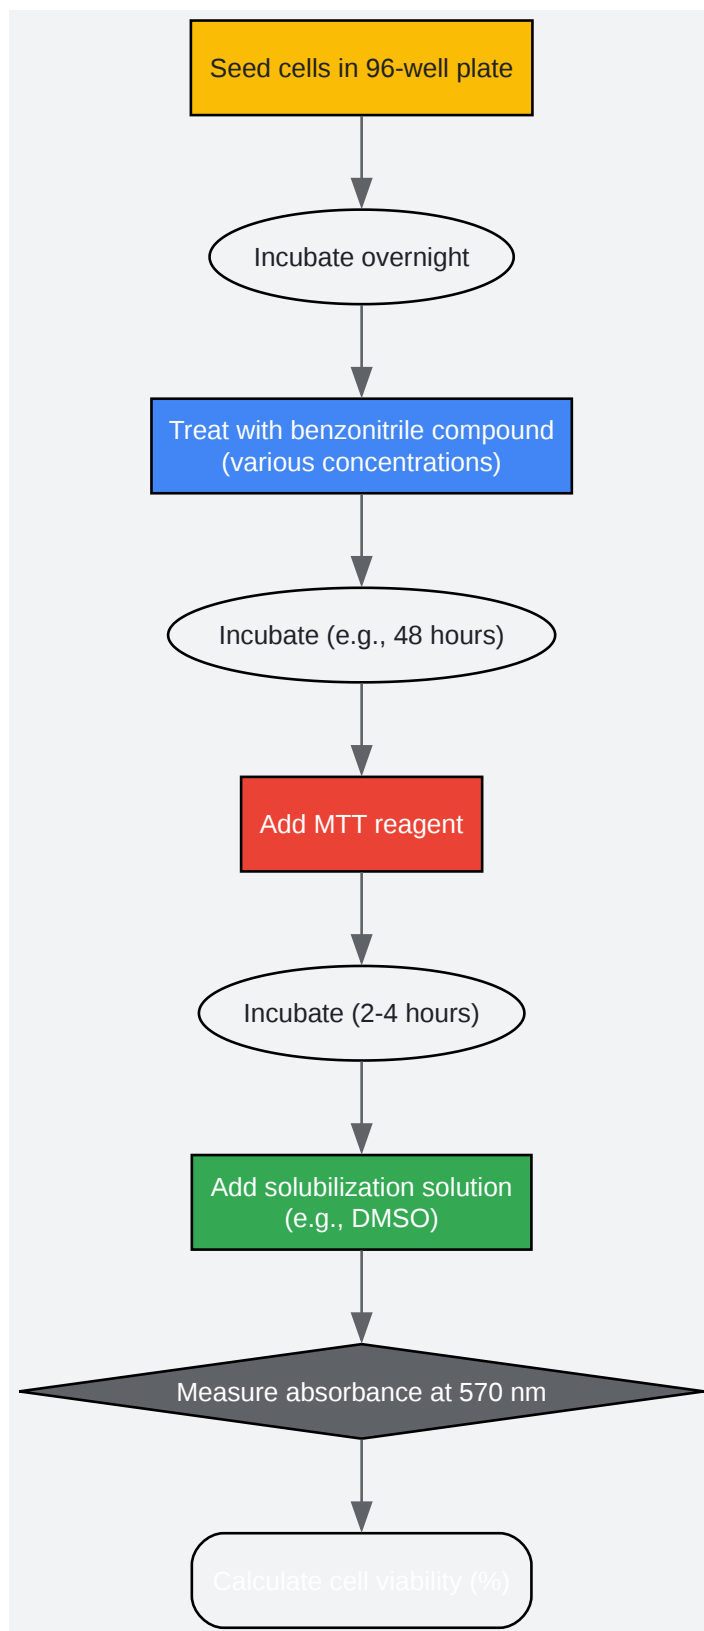 Seed cells in 96-well plate
Incubate overnight
Treat with benzonitrile compound
(various concentrations)
Incubate (e.g., 48 hours)
Add MTT reagent
Incubate (2-4 hours)
Add solubilization solution
(e.g., DMSO)
Measure absorbance at 570 nm
Calculate cell viability (%)